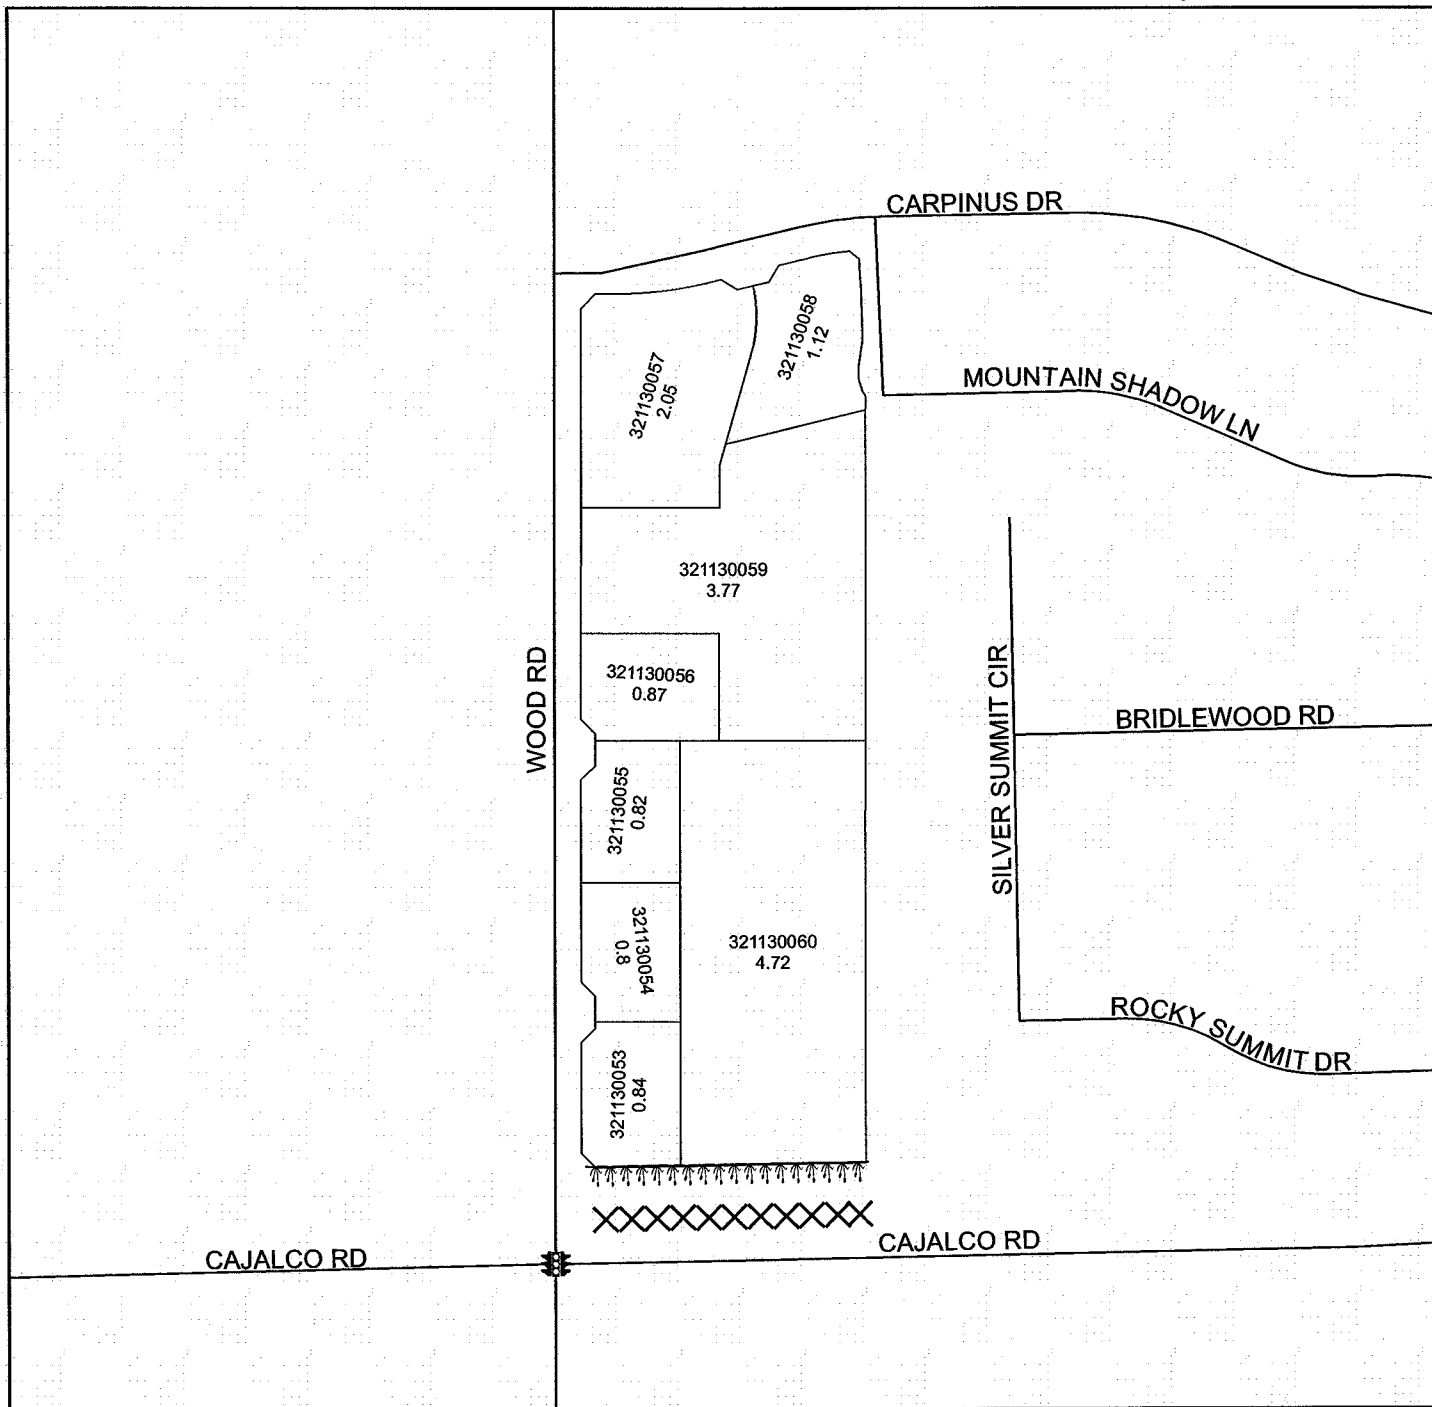 CARPINUS DR
321130058
1.12
321130057
2.05
MOUNTAIN SHADOW LN
321130059
3.77
WOOD RD
321130056
0.87
SILVER SUMMIT CIR
BRIDLEWOOD RD
321130055
0.82
321130054
0.8
321130060
4.72
ROCKY SUMMIT DR
321130053
0.84
CAJALCO RD
CAJALCO RD